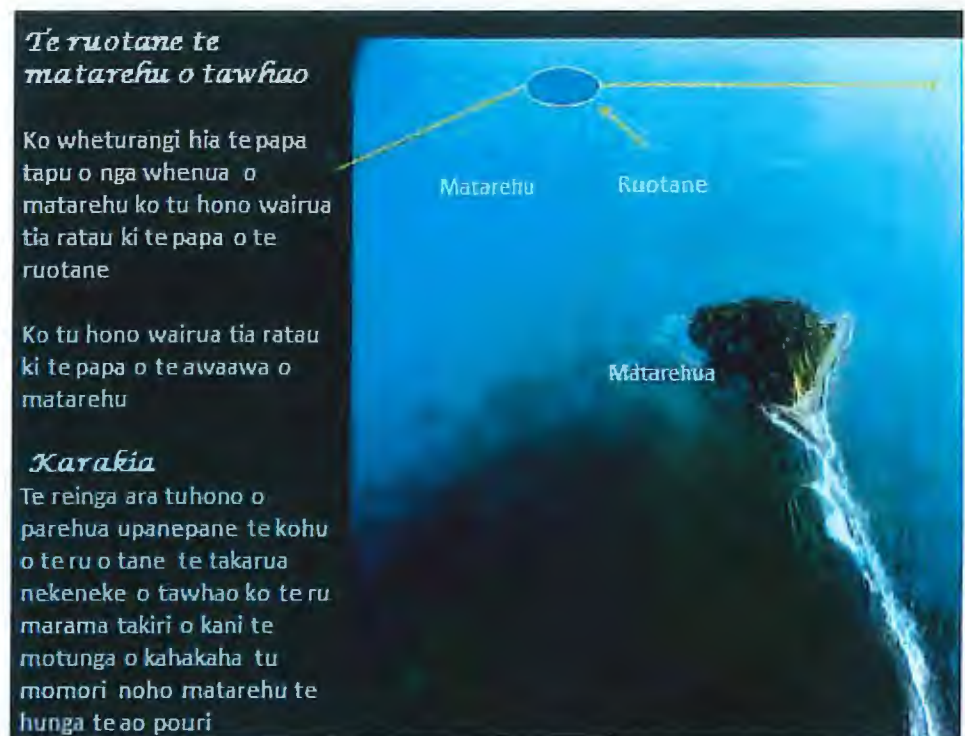 Te ruotane te
matarehu o tawhao
Ko wheturangi hia te papa
tapu o nga whenua o
matarehu ko tu hono wairua
tia ratau ki te papa o te
ruotane
Ko tu hono wairua tia ratau
ki te papa o te awaawa o
matarehu
Karakia
Te reinga ara tuhono o
parehua upanepane te kohu
o te ru o tane te takarua
nekeneke o tawhao ko te ru
marama takiri o kani te
motunga o kahakaha tu
momori noho matarehu te
hunga te ao pouri
Matarehu
Ruotane
Matarehua